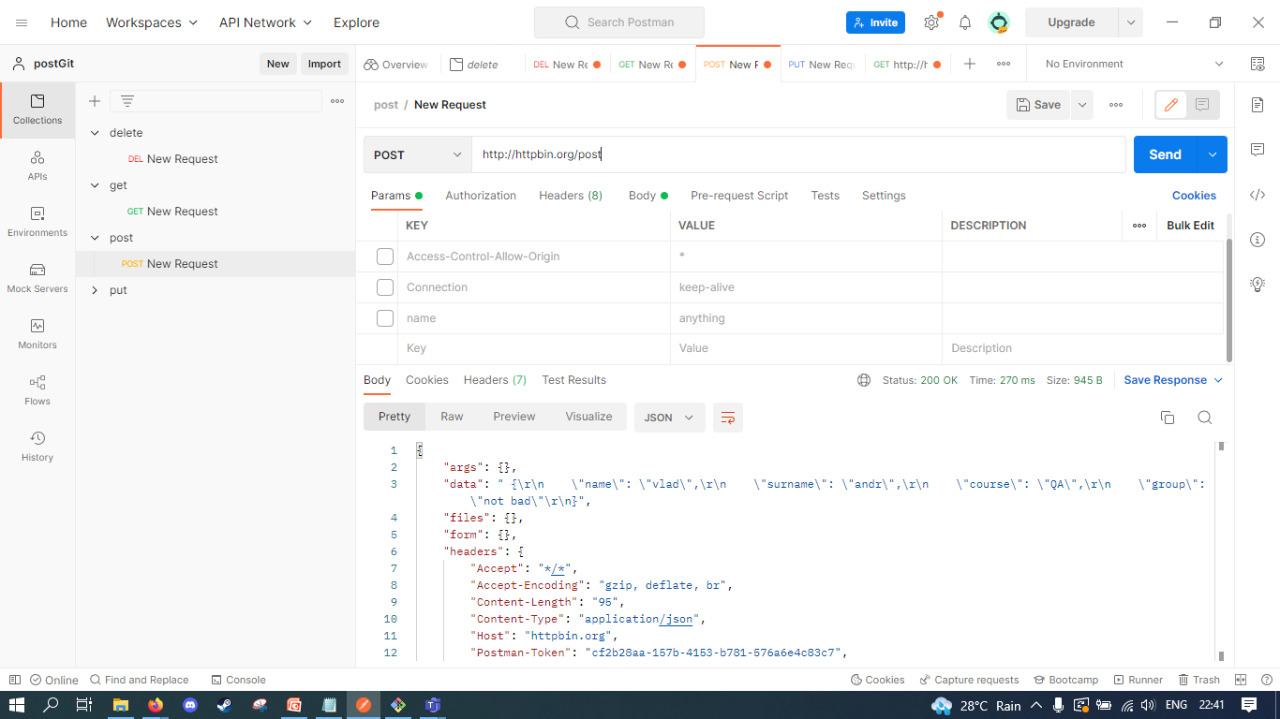 Home Workspaces API Network Explore Search Postman Invite Upgrade
postGit New Import Overview delete DEL New Re GET New Re POST New F PUT New Requ GET http://h No Environment
post / New Request Save
Collections
APIs
Environments
Mock Servers
Monitors
Flows
History
delete
DEL New Request
get
GET New Request
post
POST New Request
put
POST http://httpbin.org/post Send
Params Authorization Headers (8) Body Pre-request Script Tests Settings Cookies
KEY VALUE DESCRIPTION Bulk Edit
Access-Control-Allow-Origin *
Connection keep-alive
name anything
Key Value Description
Body Cookies Headers (7) Test Results Status: 200 OK Time: 270 ms Size: 945 B Save Response
Pretty Raw Preview Visualize JSON
1 {
2 "args": {},
3 "data": " {\r\n    \"name\": \"vlad\",\r\n    \"surname\": \"andr\",\r\n    \"course\": \"QA\",\r\n    \"group\":
\"not bad\"\r\n}",
4 "files": {},
5 "form": {},
6 "headers": {
7 "Accept": "*/*",
8 "Accept-Encoding": "gzip, deflate, br",
9 "Content-Length": "95",
10 "Content-Type": "application/json",
11 "Host": "httpbin.org",
12 "Postman-Token": "cf2b28aa-157b-4153-b781-576a6e4c83c7",
Online Find and Replace Console Cookies Capture requests Bootcamp Runner Trash
28°C Rain ENG 22:41